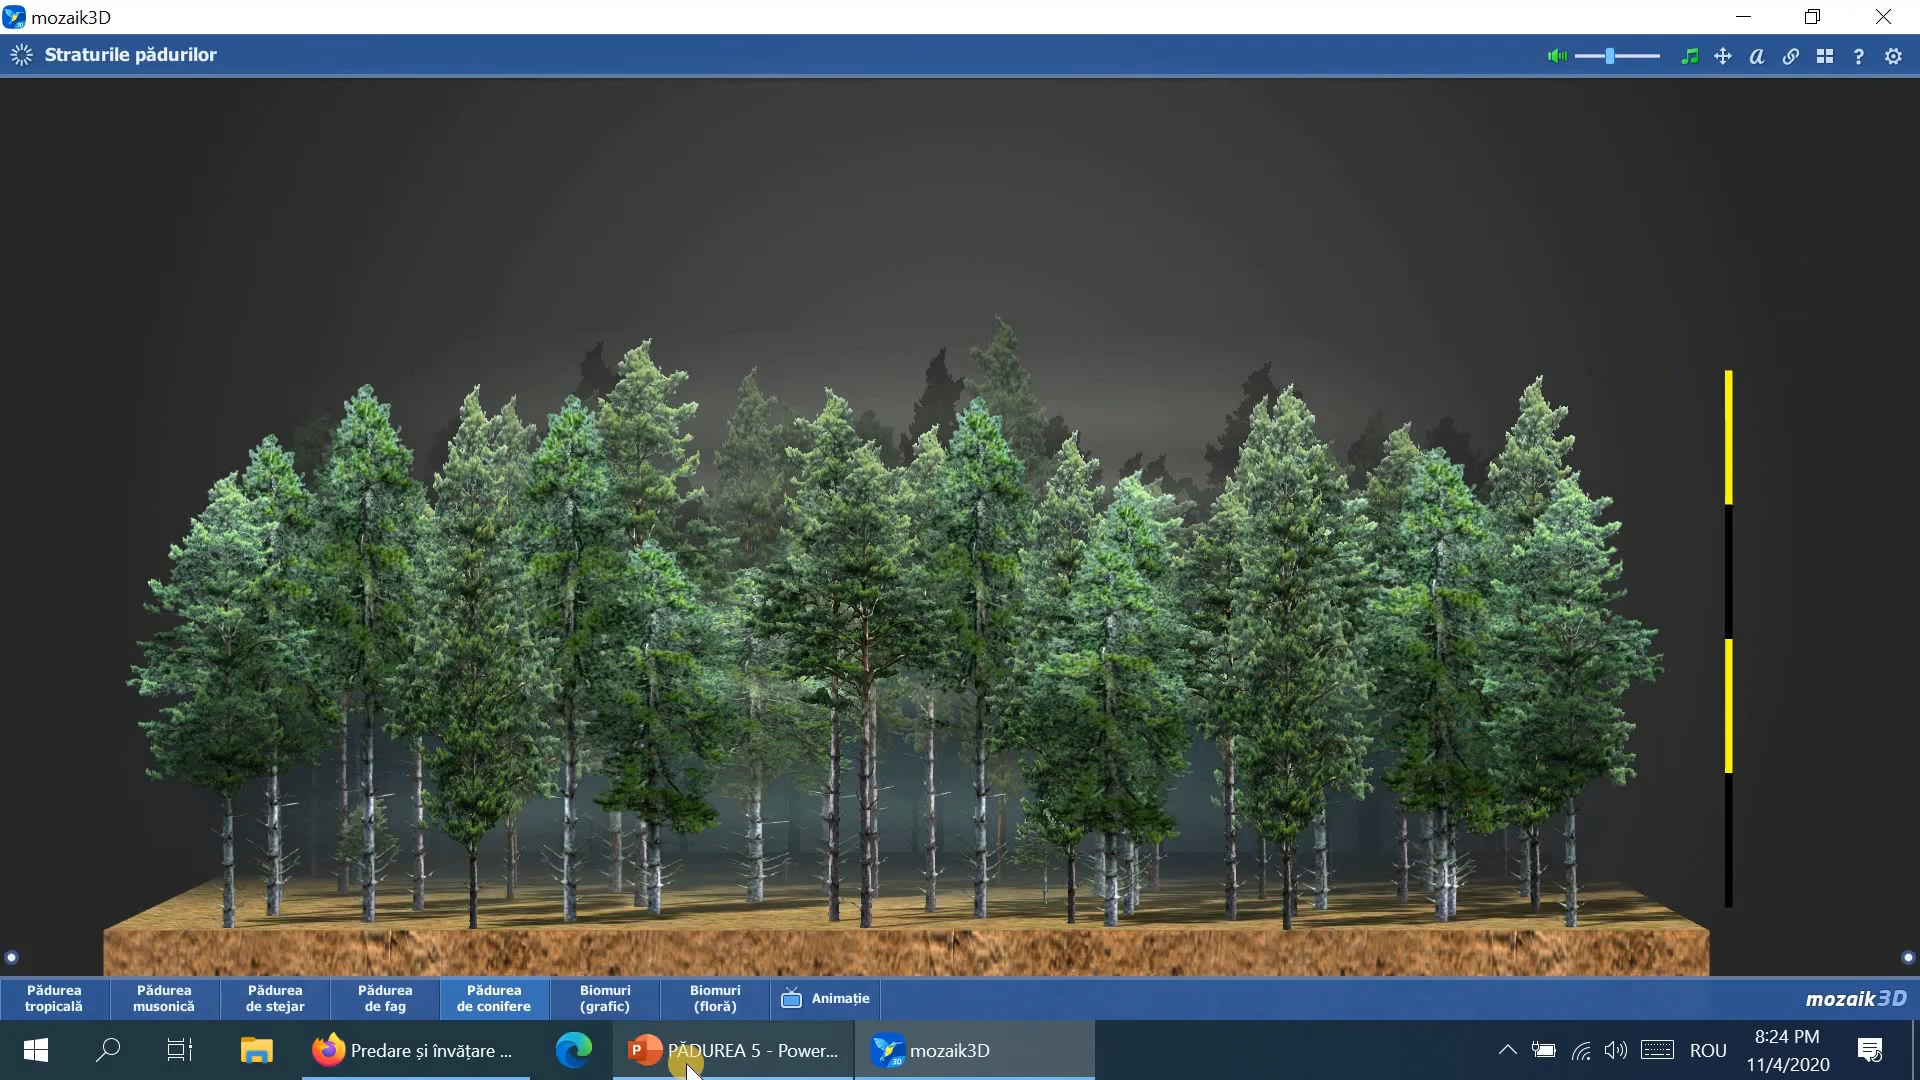 mozaik3D
Straturile pădurilor
a
?
Pădurea
tropicală
Pădurea
musonică
Pădurea
de stejar
Pădurea
de fag
Pădurea
de conifere
Biomuri
(grafic)
Biomuri
(floră)
Animație
mozaik3D
Predare și învățare ...
PĂDUREA 5 - Power...
mozaik3D
ROU
8:24 PM
11/4/2020